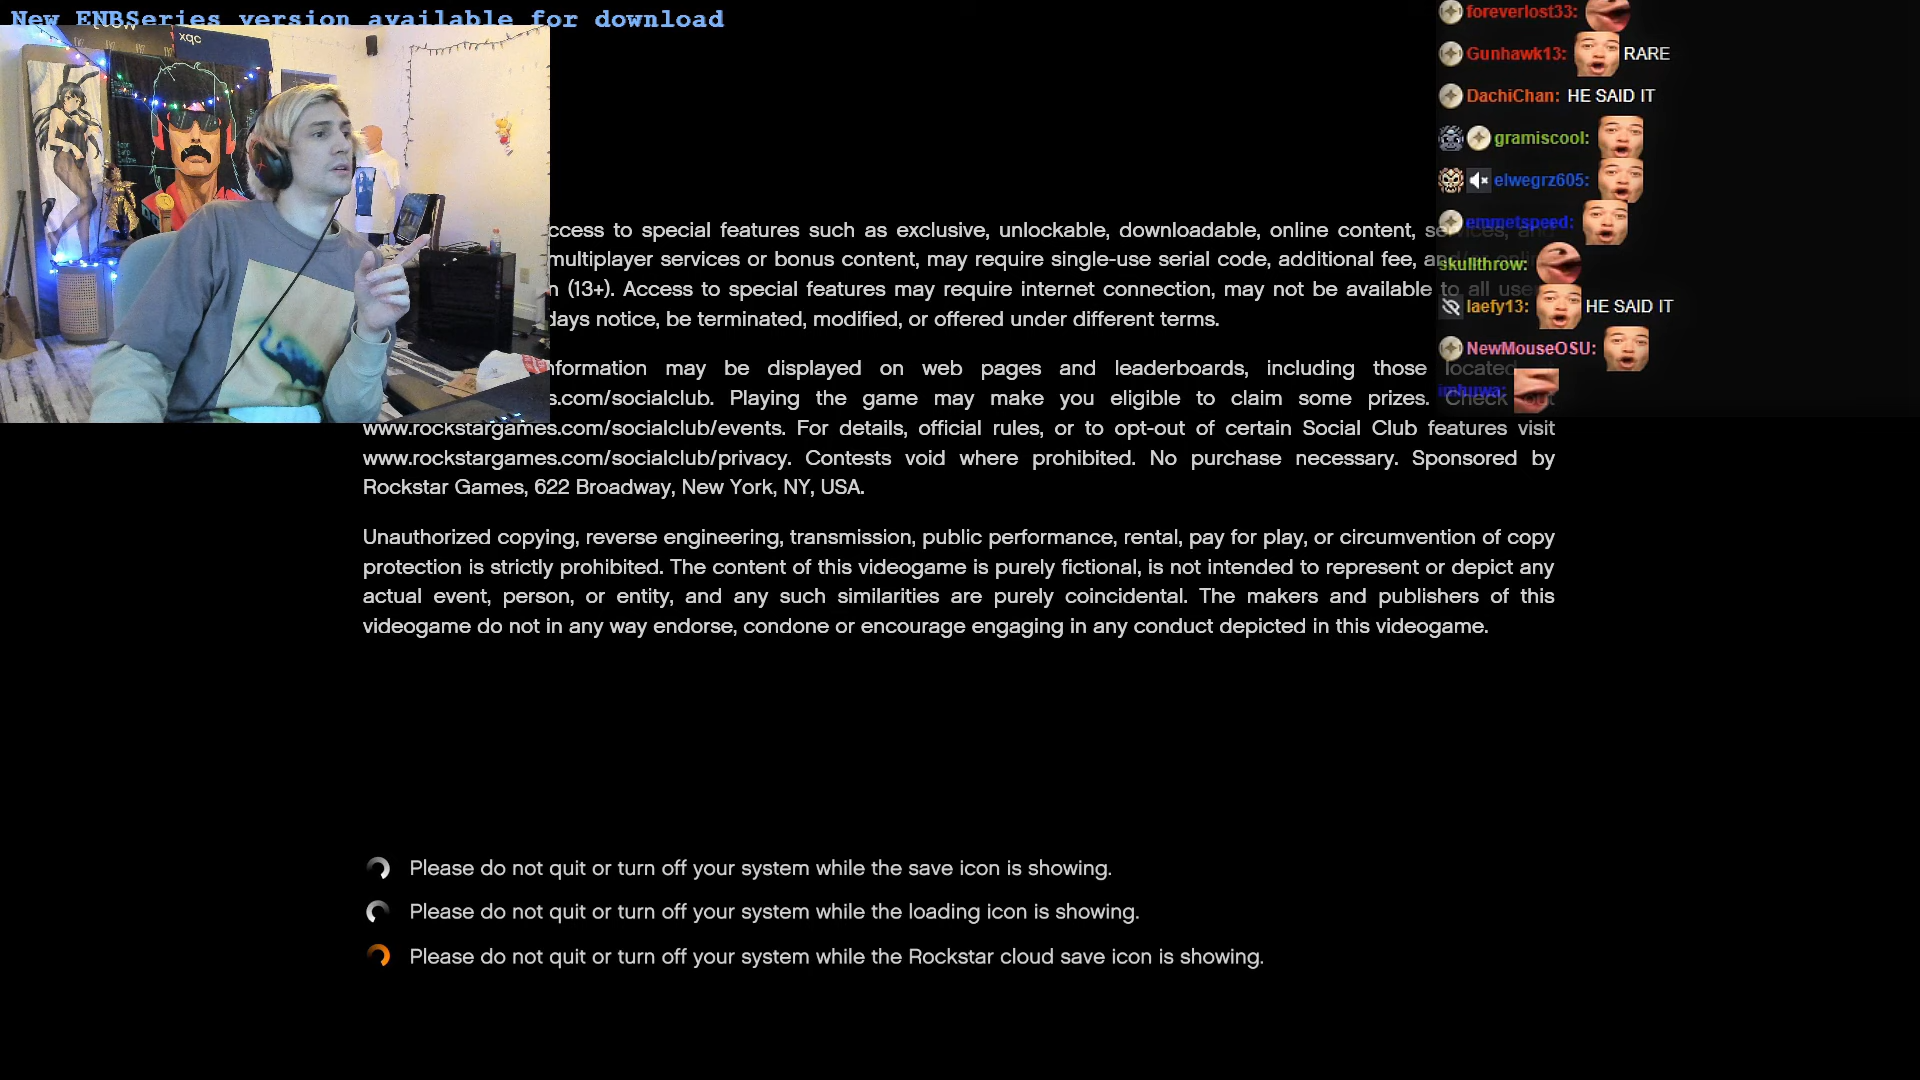 New ENBSeries version available for download
xqc
ccess to special features such as exclusive, unlockable, downloadable, online content, services, and
multiplayer services or bonus content, may require single-use serial code, additional fee, and/or online
n (13+). Access to special features may require internet connection, may not be available to all users
days notice, be terminated, modified, or offered under different terms.
nformation may be displayed on web pages and leaderboards, including those located
s.com/socialclub. Playing the game may make you eligible to claim some prizes. Check out
www.rockstargames.com/socialclub/events. For details, official rules, or to opt-out of certain Social Club features visit
www.rockstargames.com/socialclub/privacy. Contests void where prohibited. No purchase necessary. Sponsored by
Rockstar Games, 622 Broadway, New York, NY, USA.
Unauthorized copying, reverse engineering, transmission, public performance, rental, pay for play, or circumvention of copy
protection is strictly prohibited. The content of this videogame is purely fictional, is not intended to represent or depict any
actual event, person, or entity, and any such similarities are purely coincidental. The makers and publishers of this
videogame do not in any way endorse, condone or encourage engaging in any conduct depicted in this videogame.
Please do not quit or turn off your system while the save icon is showing.
Please do not quit or turn off your system while the loading icon is showing.
Please do not quit or turn off your system while the Rockstar cloud save icon is showing.
foreverlost33:
Gunhawk13: RARE
DachiChan: HE SAID IT
gramiscool:
elwegrz605:
emmetspeed:
skullthrow:
laefy13: HE SAID IT
NewMouseOSU: